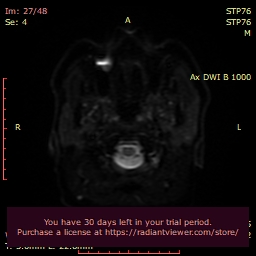 Im: 27/48
Se: 4
A
STP76
STP76
M
Ax DWI B 1000
R
L
You have 30 days left in your trial period.
Purchase a license at https://radiantviewer.com/store/